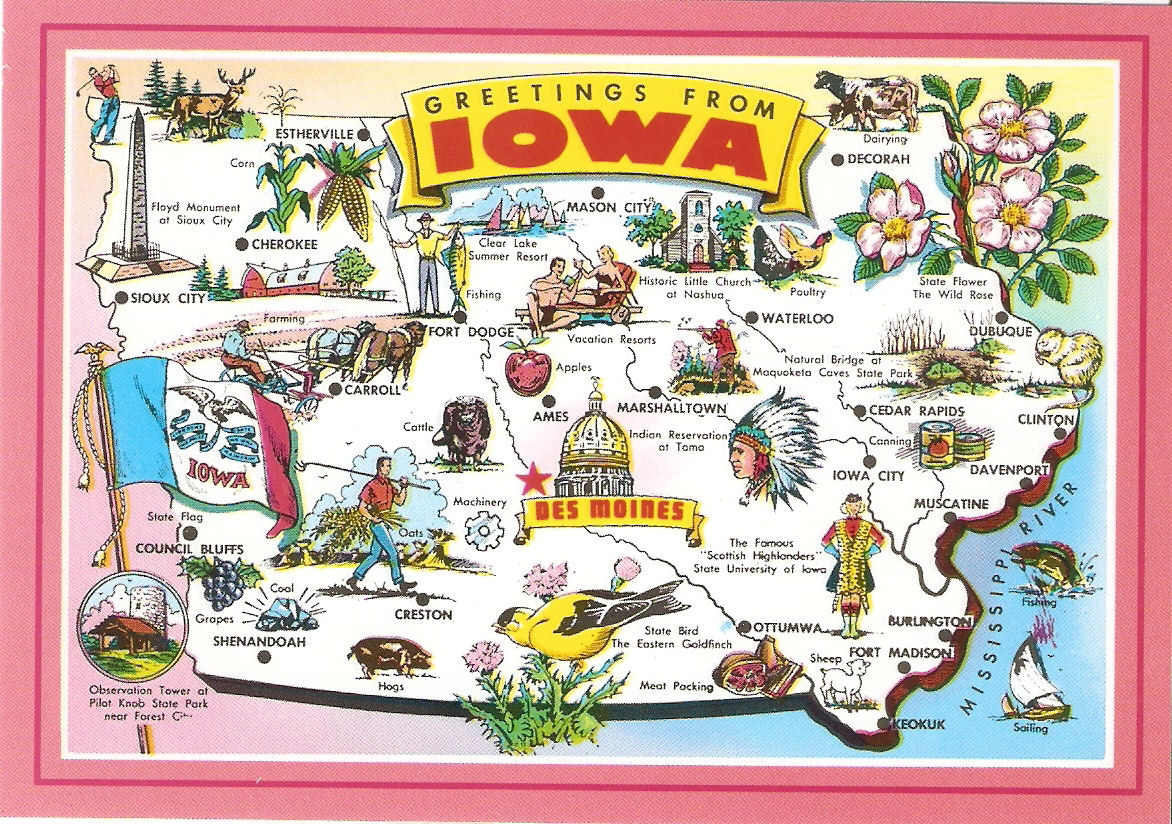 GREETINGS FROM
IOWA
Dairying
DECORAH
ESTHERVILLE
Corn
MASON CITY
Floyd Monument
at Sioux City
CHEROKEE
Clear Lake
Summer Resort
Historic Little Church
at Nashua
Poultry
State Flower
The Wild Rose
SIOUX CITY
Fishing
Farming
FORT DODGE
WATERLOO
DUBUQUE
Vacation Resorts
Natural Bridge at
Maquoketa Caves State Park
Apples
CARROLL
AMES
MARSHALLTOWN
CEDAR RAPIDS
CLINTON
Cattle
Indian Reservation
at Tama
Canning
IOWA CITY
DAVENPORT
IOWA
DES MOINES
Machinery
MUSCATINE
State Flag
COUNCIL BLUFFS
Oats
The Famous
"Scottish Highlanders"
State University of Iowa
MISSISSIPPI RIVER
Fishing
Coal
Grapes
CRESTON
SHENANDOAH
State Bird
The Eastern Goldfinch
OTTUMWA
BURLINGTON
Sheep
FORT MADISON
Hogs
Meat Packing
Observation Tower at
Pilot Knob State Park
near Forest
KEOKUK
Sailing